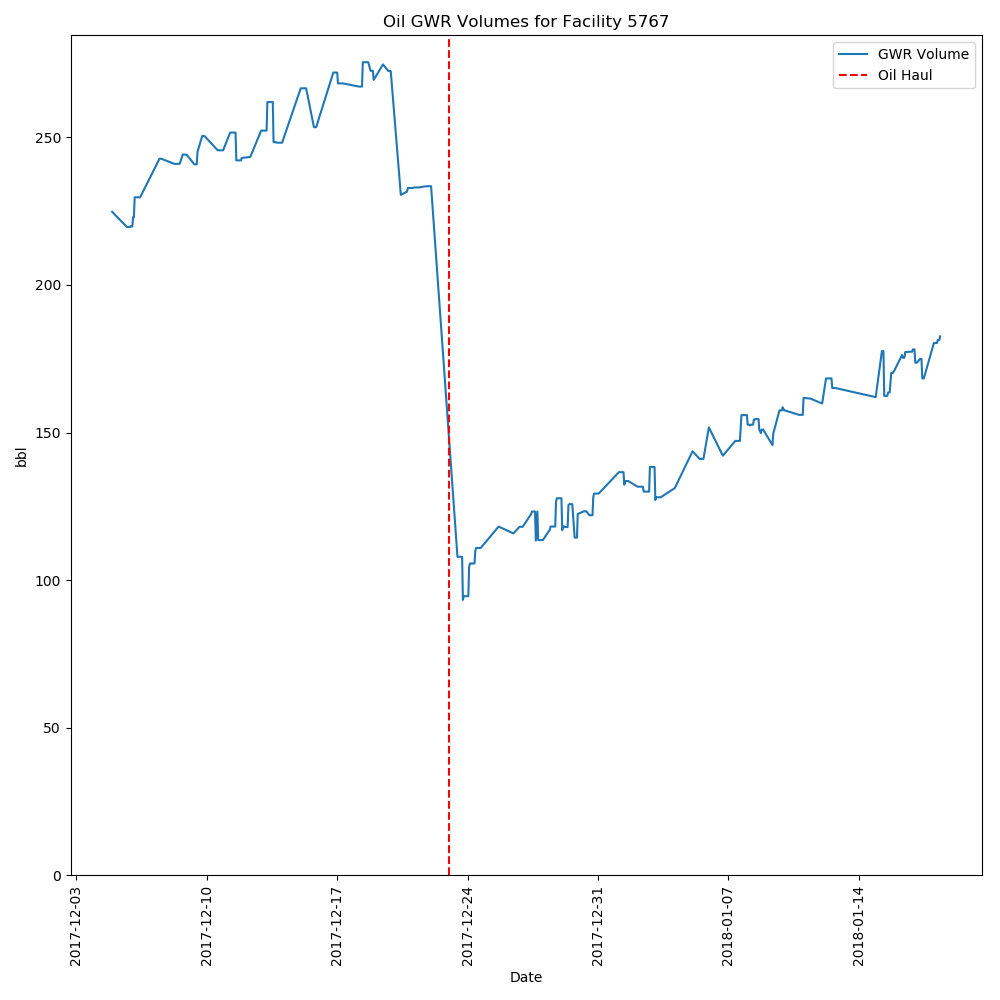 Oil GWR Volumes for Facility 5767
GWR Volume
Oil Haul
250
200
150
100
50
0
bbl
2017-12-03
2017-12-10
2017-12-17
2017-12-24
2017-12-31
2018-01-07
2018-01-14
Date